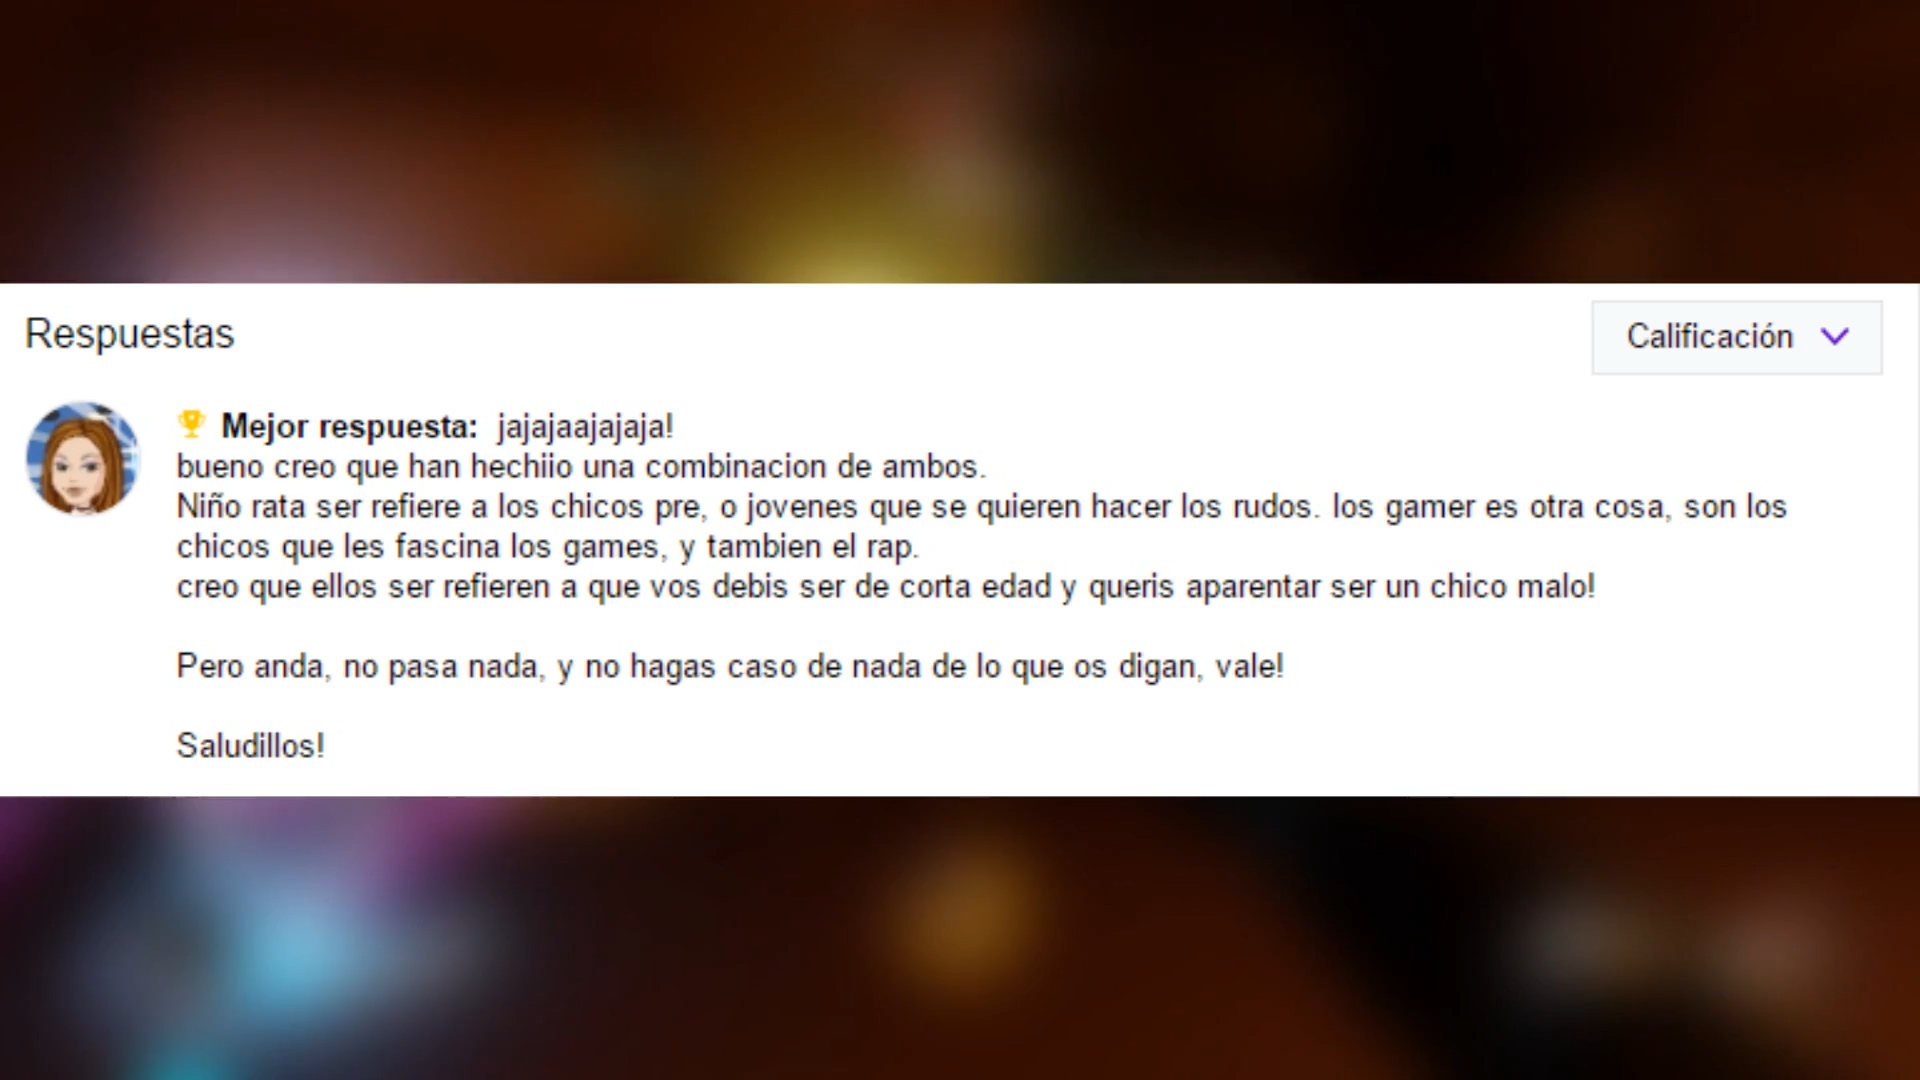 Respuestas
Calificación
Mejor respuesta: jajajaajajaja!
bueno creo que han hechiio una combinacion de ambos.
Niño rata ser refiere a los chicos pre, o jovenes que se quieren hacer los rudos. los gamer es otra cosa, son los
chicos que les fascina los games, y tambien el rap.
creo que ellos ser refieren a que vos debis ser de corta edad y queris aparentar ser un chico malo!
Pero anda, no pasa nada, y no hagas caso de nada de lo que os digan, vale!
Saludillos!